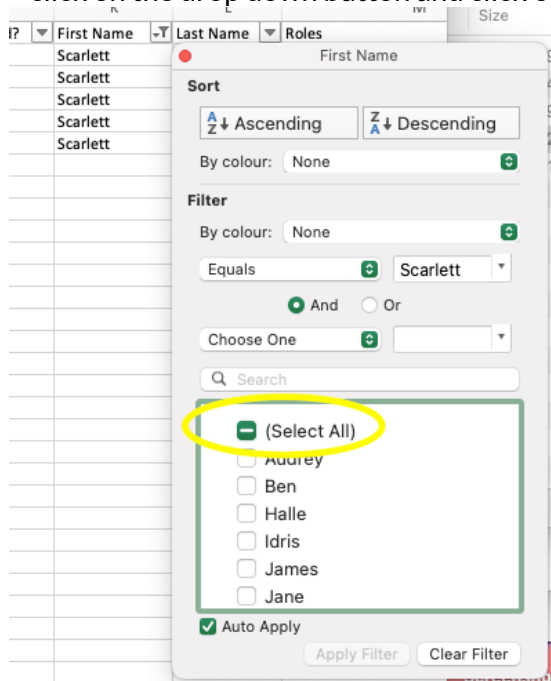 K L M
Size
d? First Name Last Name Roles
Scarlett
Scarlett
Scarlett
Scarlett
Scarlett
First Name
Sort
A Z Ascending Z A Descending
By colour: None
Filter
By colour: None
Equals Scarlett
And Or
Choose One
Search
(Select All)
Audrey
Ben
Halle
Idris
James
Jane
Auto Apply
Apply Filter Clear Filter